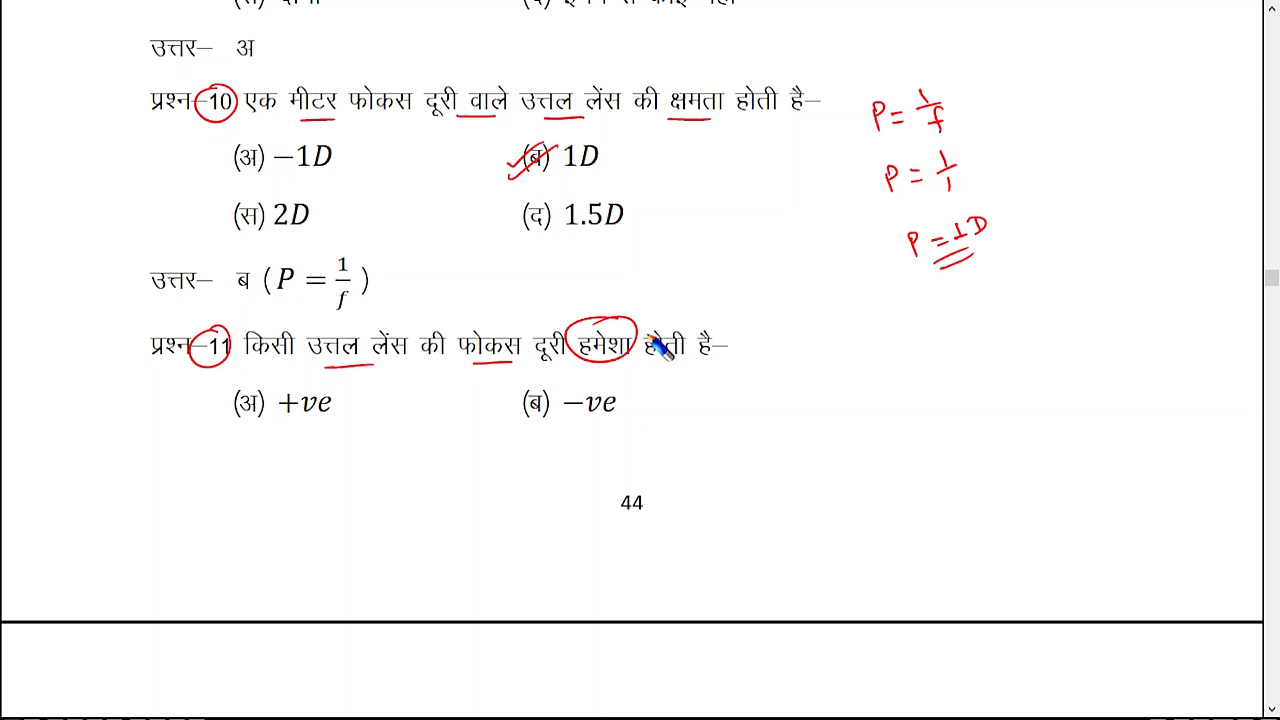 उत्तर– अ
प्रश्न–10 एक मीटर फोकस दूरी वाले उत्तल लेंस की क्षमता होती है–
(अ) −1D (ब) 1D
(स) 2D (द) 1.5D
P = 1/f
P = 1/1
P = 1D
उत्तर– ब ( P = 1/f )
प्रश्न–11 किसी उत्तल लेंस की फोकस दूरी हमेशा होती है–
(अ) +ve (ब) −ve
44